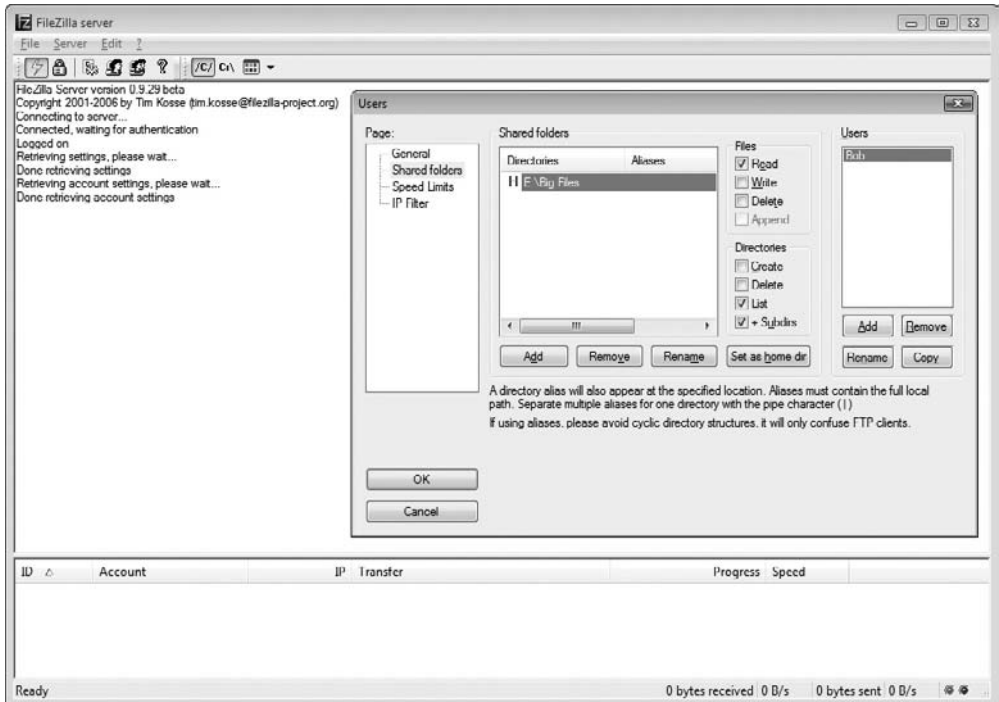 FileZilla server
File Server Edit ?
/C/ C:\
FileZilla Server version 0.9.29 beta
Copyright 2001-2006 by Tim Kosse (tim.kosse@filezilla-project.org)
Connecting to server...
Connected, waiting for authentication
Logged on
Retrieving settings, please wait...
Done retrieving settings
Retrieving account settings, please wait...
Done retrieving account settings
Users
Page:
General
Shared folders
Speed Limits
IP Filter
Shared folders
Directories Aliases
H E:\Big Files
Add Remove Rename Set as home dir
Files
Read
Write
Delete
Append
Directories
Create
Delete
List
+ Subdirs
Users
Bob
Add Remove
Rename Copy
A directory alias will also appear at the specified location. Aliases must contain the full local
path. Separate multiple aliases for one directory with the pipe character (|)
If using aliases, please avoid cyclic directory structures, it will only confuse FTP clients.
OK
Cancel
ID Account IP Transfer Progress Speed
Ready 0 bytes received 0 B/s 0 bytes sent 0 B/s